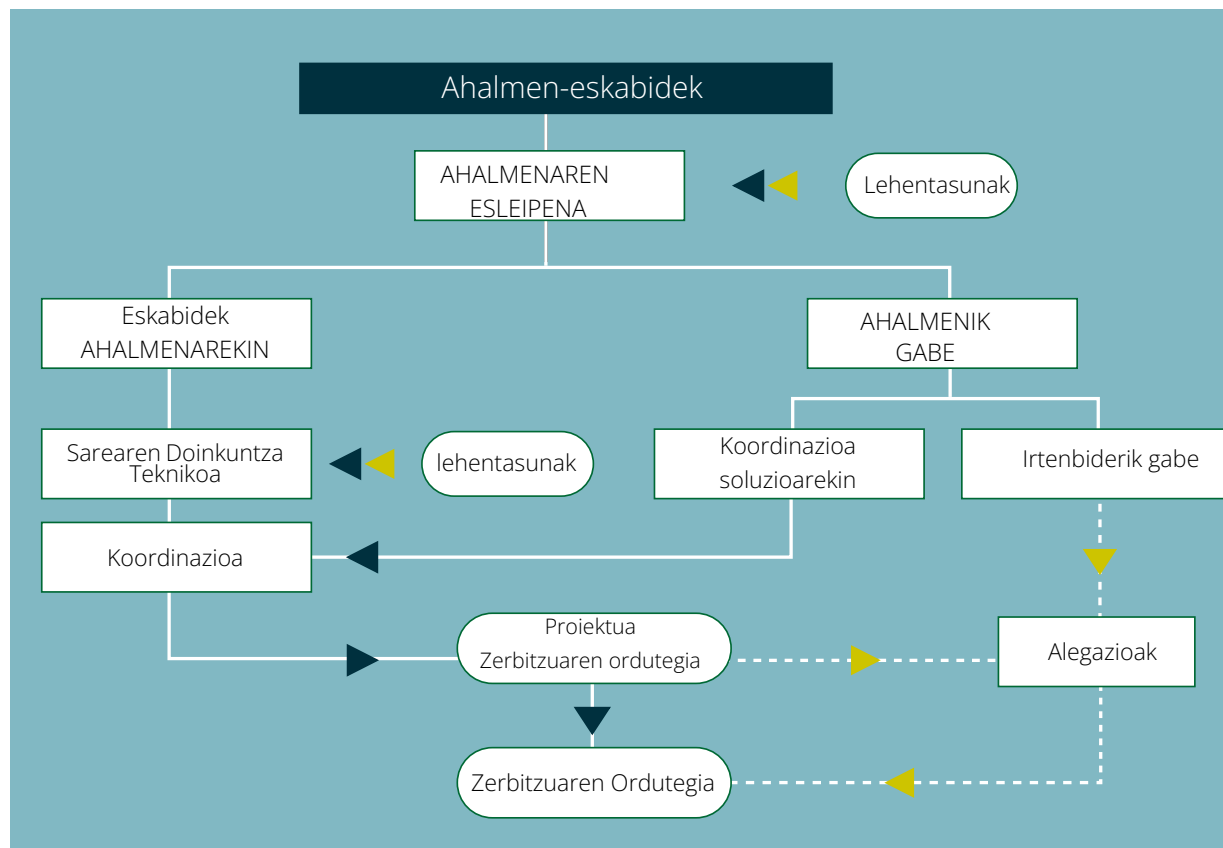 Ahalmen-eskabidek
AHALMENAREN
ESLEIPENA
Lehentasunak
Eskabidek
AHALMENAREKIN
AHALMENIK
GABE
Sarearen Doinkuntza
Teknikoa
lehentasunak
Koordinazioa
soluzioarekin
Irtenbiderik gabe
Koordinazioa
Proiektua
Zerbitzuaren ordutegia
Alegazioak
Zerbitzuaren Ordutegia